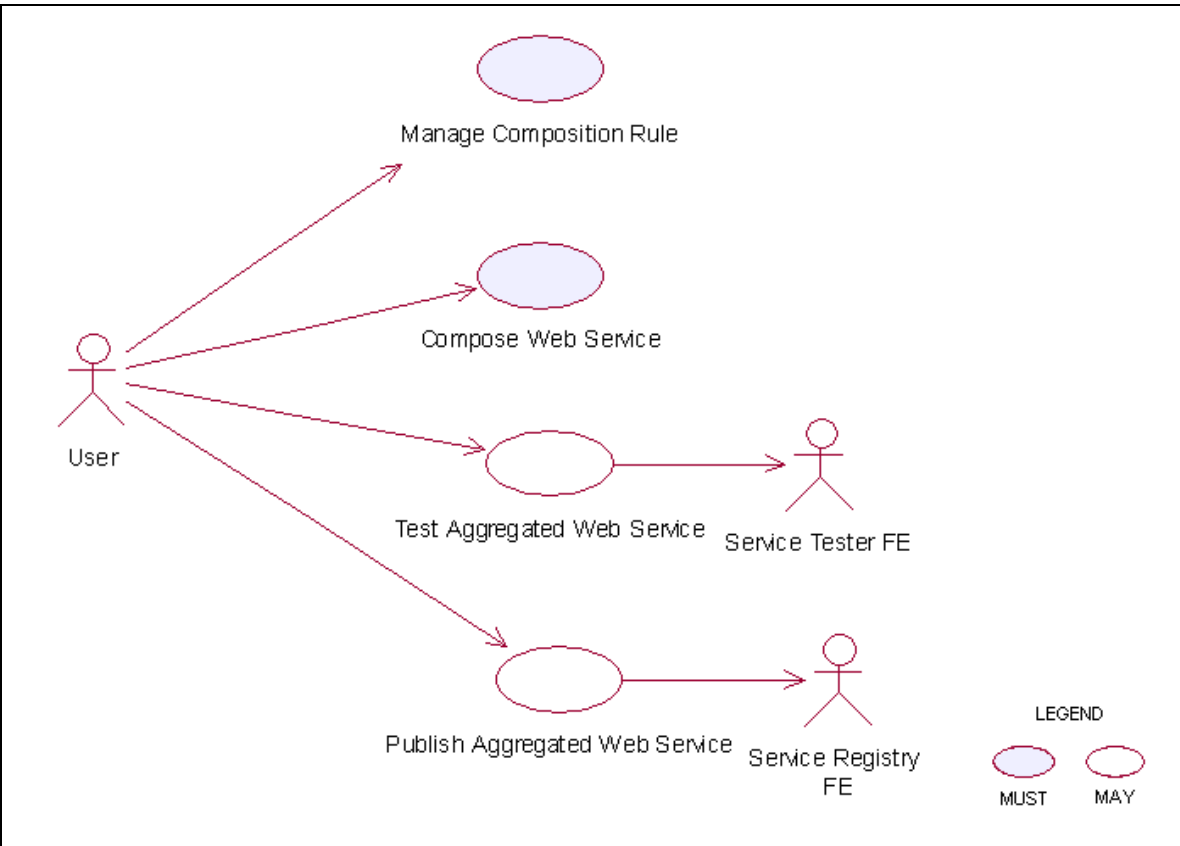 Manage Composition Rule
Compose Web Service
User
Test Aggregated Web Service
Service Tester FE
Publish Aggregated Web Service
Service Registry
FE
LEGEND
MUST
MAY